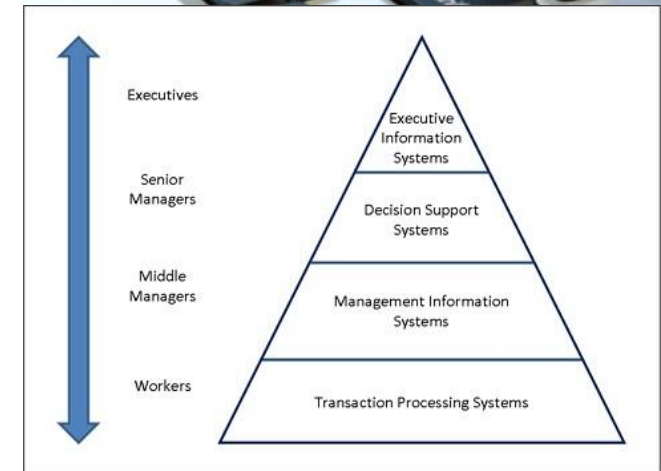 Executives
Executive
Information
Systems
Senior
Managers
Decision Support
Systems
Middle
Managers
Management Information
Systems
Workers
Transaction Processing Systems